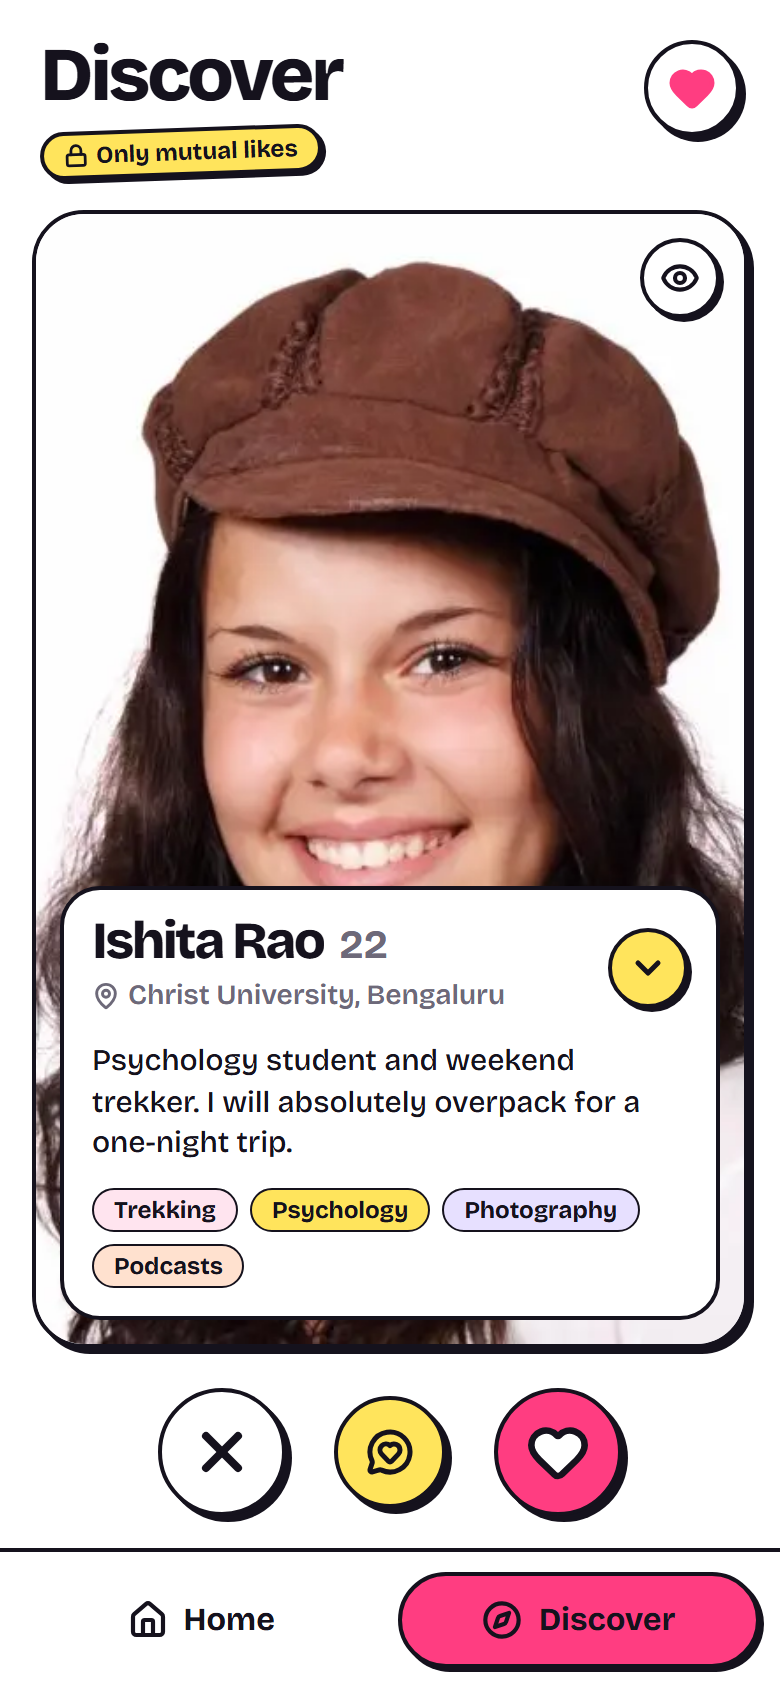 Discover
Only mutual likes
Ishita Rao 22
Christ University, Bengaluru
Psychology student and weekend
trekker. I will absolutely overpack for a
one-night trip.
Trekking Psychology Photography
Podcasts
Home Discover